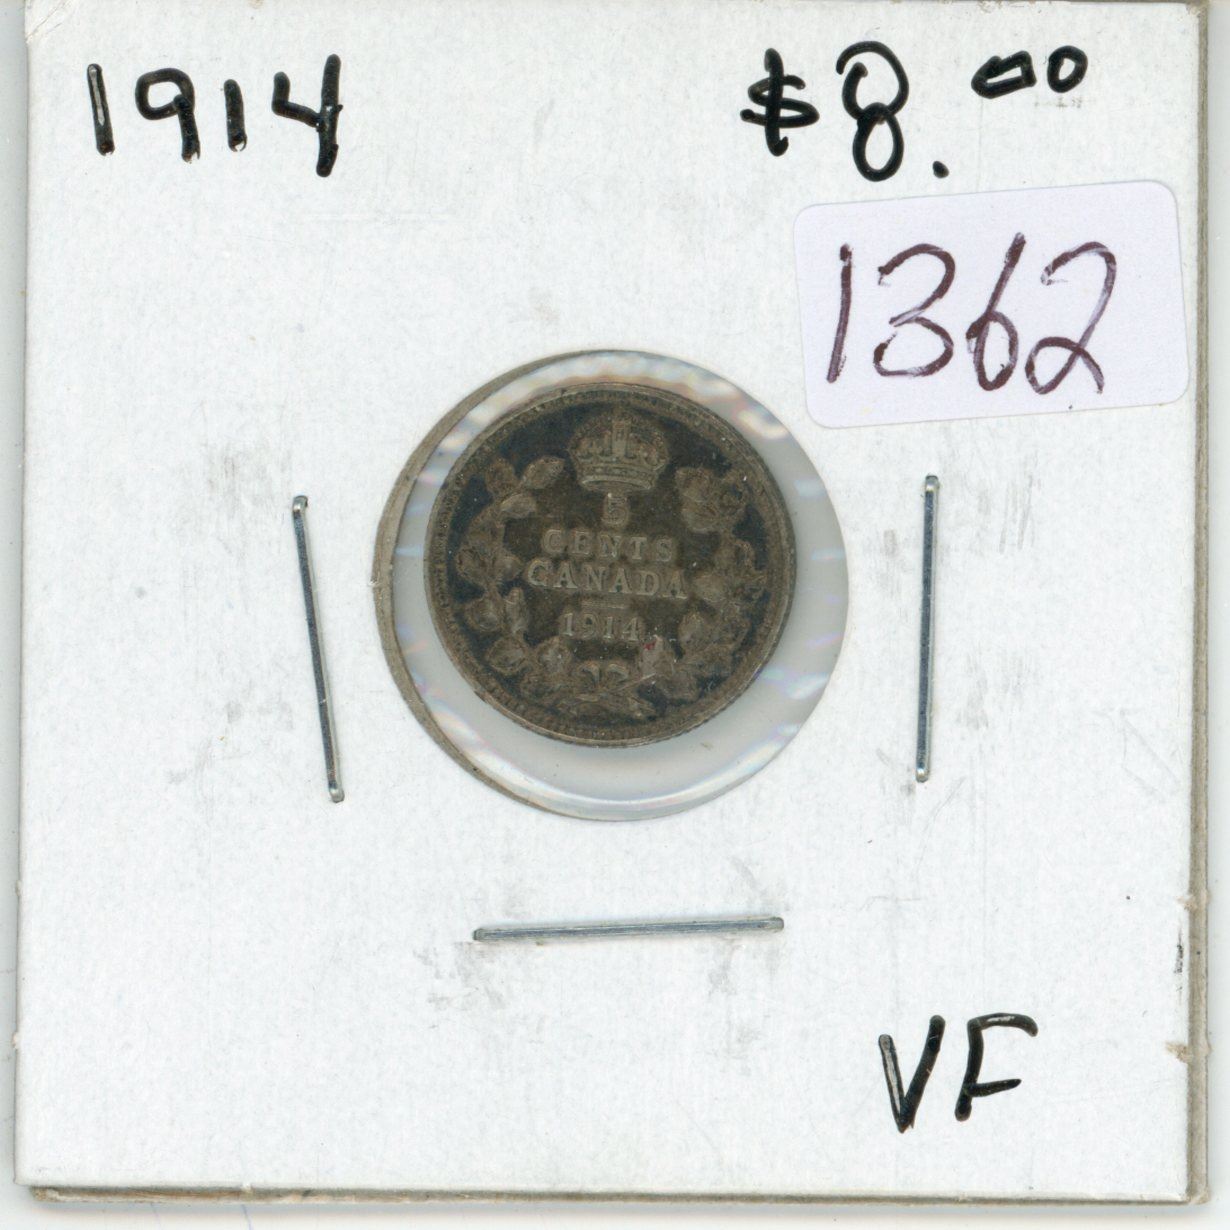 1914 $8.00
1362
5
CENTS
CANADA
1914
VF